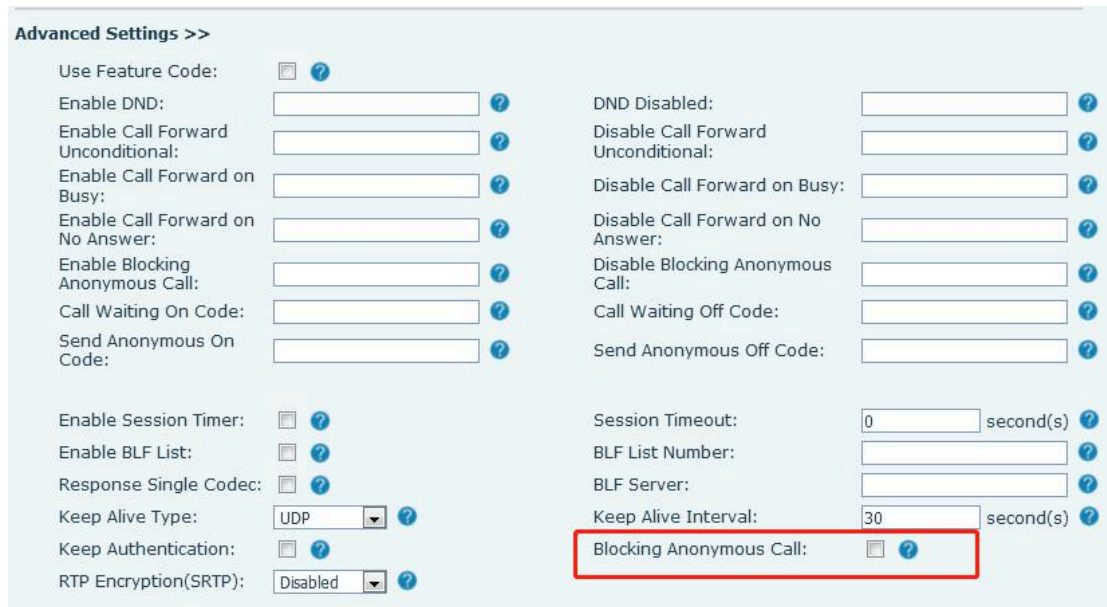 Advanced Settings >>
Use Feature Code: ?
Enable DND: ? DND Disabled: ?
Enable Call Forward Unconditional: ? Disable Call Forward Unconditional: ?
Enable Call Forward on Busy: ? Disable Call Forward on Busy: ?
Enable Call Forward on No Answer: ? Disable Call Forward on No Answer: ?
Enable Blocking Anonymous Call: ? Disable Blocking Anonymous Call: ?
Call Waiting On Code: ? Call Waiting Off Code: ?
Send Anonymous On Code: ? Send Anonymous Off Code: ?
Enable Session Timer: ? Session Timeout: 0 second(s) ?
Enable BLF List: ? BLF List Number: ?
Response Single Codec: ? BLF Server: ?
Keep Alive Type: UDP ? Keep Alive Interval: 30 second(s) ?
Keep Authentication: ? Blocking Anonymous Call: ?
RTP Encryption(SRTP): Disabled ?